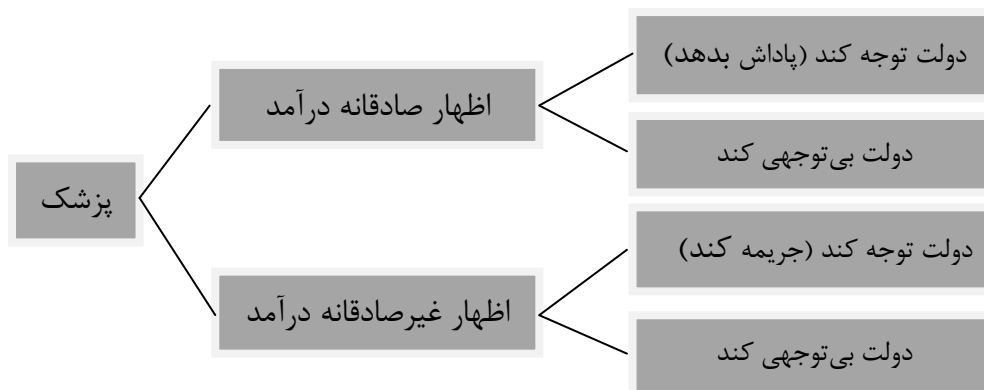 پزشک
اظهار صادقانه درآمد
دولت توجه کند (پاداش بدهد)
دولت بی‌توجهی کند
اظهار غیرصادقانه درآمد
دولت توجه کند (جریمه کند)
دولت بی‌توجهی کند